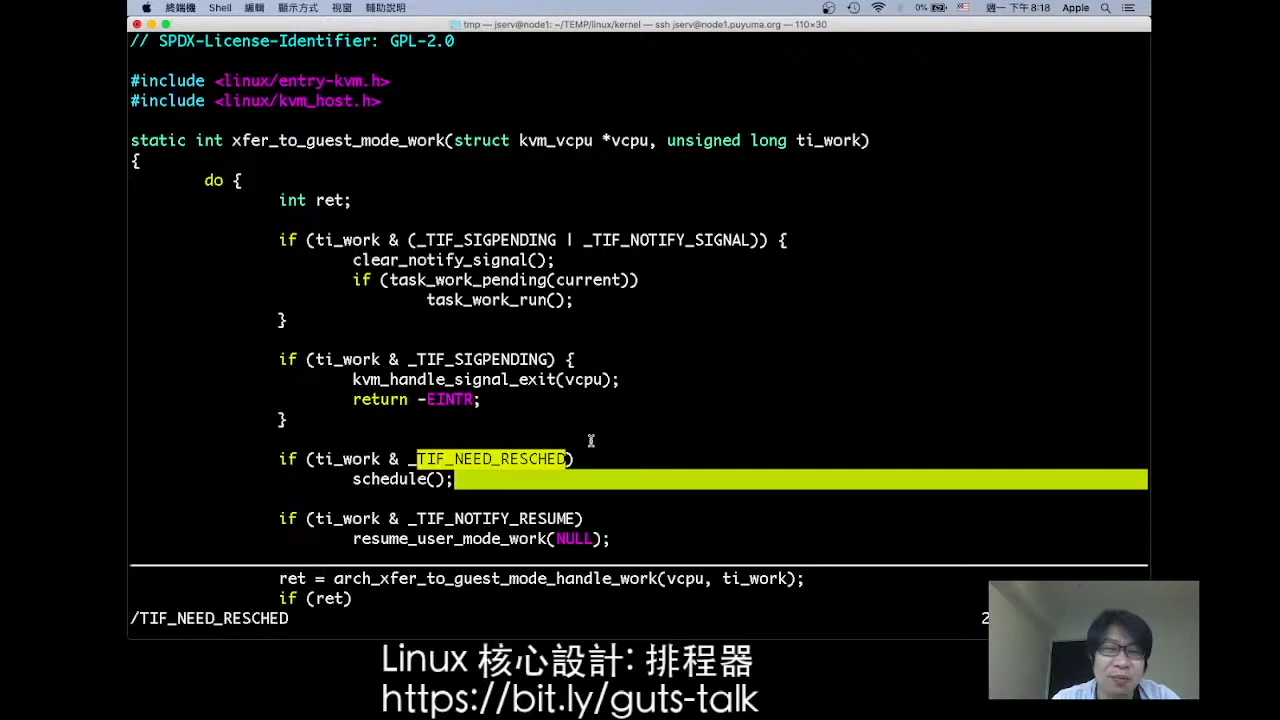 終端機 Shell 編輯 顯示方式 視窗 輔助說明 0% 週一 下午 8:18 Apple
tmp — jserv@node1: ~/TEMP/linux/kernel — ssh jserv@node1.puyuma.org — 110×30
// SPDX-License-Identifier: GPL-2.0
#include <linux/entry-kvm.h>
#include <linux/kvm_host.h>
static int xfer_to_guest_mode_work(struct kvm_vcpu *vcpu, unsigned long ti_work)
{
do {
int ret;
if (ti_work & (_TIF_SIGPENDING | _TIF_NOTIFY_SIGNAL)) {
clear_notify_signal();
if (task_work_pending(current))
task_work_run();
}
if (ti_work & _TIF_SIGPENDING) {
kvm_handle_signal_exit(vcpu);
return -EINTR;
}
if (ti_work & _TIF_NEED_RESCHED)
schedule();
if (ti_work & _TIF_NOTIFY_RESUME)
resume_user_mode_work(NULL);
ret = arch_xfer_to_guest_mode_handle_work(vcpu, ti_work);
if (ret)
/TIF_NEED_RESCHED
Linux 核心設計: 排程器
https://bit.ly/guts-talk